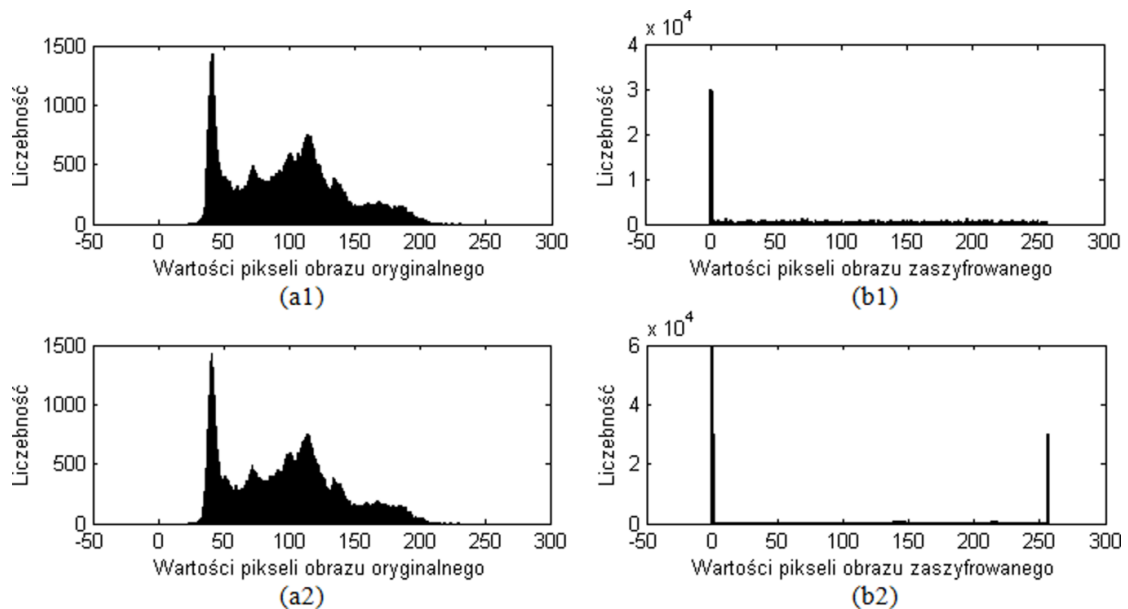 1500
1000
500
0
-50 0 50 100 150 200 250 300
Liczebność
Wartości pikseli obrazu oryginalnego
(a1)
x 10^4
4
3
2
1
0
-50 0 50 100 150 200 250 300
Liczebność
Wartości pikseli obrazu zaszyfrowanego
(b1)
1500
1000
500
0
-50 0 50 100 150 200 250 300
Liczebność
Wartości pikseli obrazu oryginalnego
(a2)
x 10^4
6
4
2
0
-50 0 50 100 150 200 250 300
Liczebność
Wartości pikseli obrazu zaszyfrowanego
(b2)